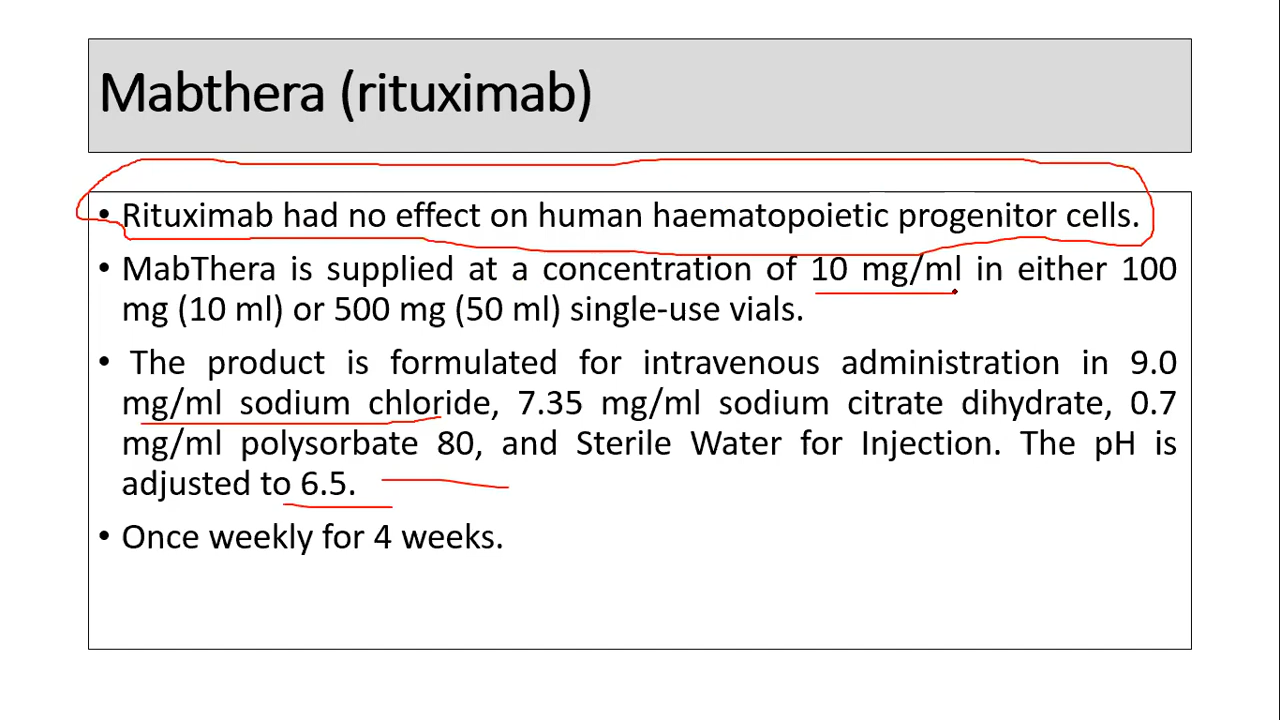 Mabthera (rituximab)
• Rituximab had no effect on human haematopoietic progenitor cells.
• MabThera is supplied at a concentration of 10 mg/ml in either 100
mg (10 ml) or 500 mg (50 ml) single-use vials.
• The product is formulated for intravenous administration in 9.0
mg/ml sodium chloride, 7.35 mg/ml sodium citrate dihydrate, 0.7
mg/ml polysorbate 80, and Sterile Water for Injection. The pH is
adjusted to 6.5.
• Once weekly for 4 weeks.